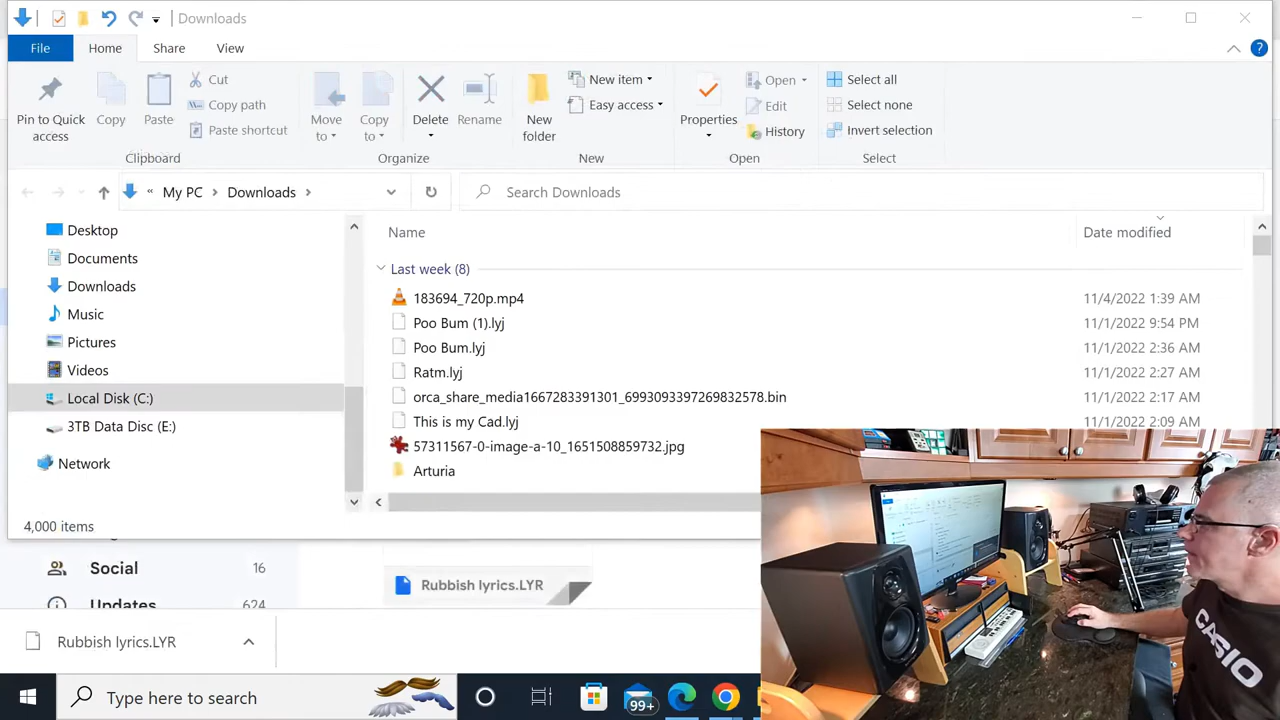 Downloads
File Home Share View
Pin to Quick access
Copy
Paste
Cut
Copy path
Paste shortcut
Move to
Copy to
Delete
Rename
New folder
New item
Easy access
Properties
Open
Edit
History
Select all
Select none
Invert selection
Clipboard Organize New Open Select
« My PC > Downloads >
Search Downloads
Desktop
Documents
Downloads
Music
Pictures
Videos
Local Disk (C:)
3TB Data Disc (E:)
Network
Name Date modified
Last week (8)
183694_720p.mp4 11/4/2022 1:39 AM
Poo Bum (1).lyj 11/1/2022 9:54 PM
Poo Bum.lyj 11/1/2022 2:36 AM
Ratm.lyj 11/1/2022 2:27 AM
orca_share_media1667283391301_6993093397269832578.bin 11/1/2022 2:17 AM
This is my Cad.lyj 11/1/2022 2:09 AM
57311567-0-image-a-10_1651508859732.jpg
Arturia
4,000 items
Social 16
Updates 624
Rubbish lyrics.LYR
Rubbish lyrics.LYR
Type here to search
99+
CASIO